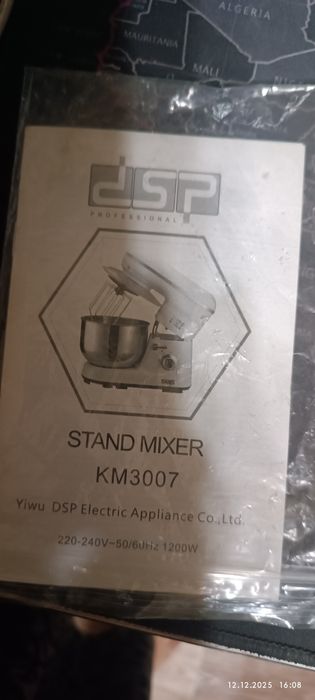 ALGERIA
MAURITANIA
MALI
dsp
PROFESSIONAL
STAND MIXER
KM3007
Yiwu DSP Electric Appliance Co.,Ltd.
220-240V~50/60Hz 1200W
12.12.2025 16:08